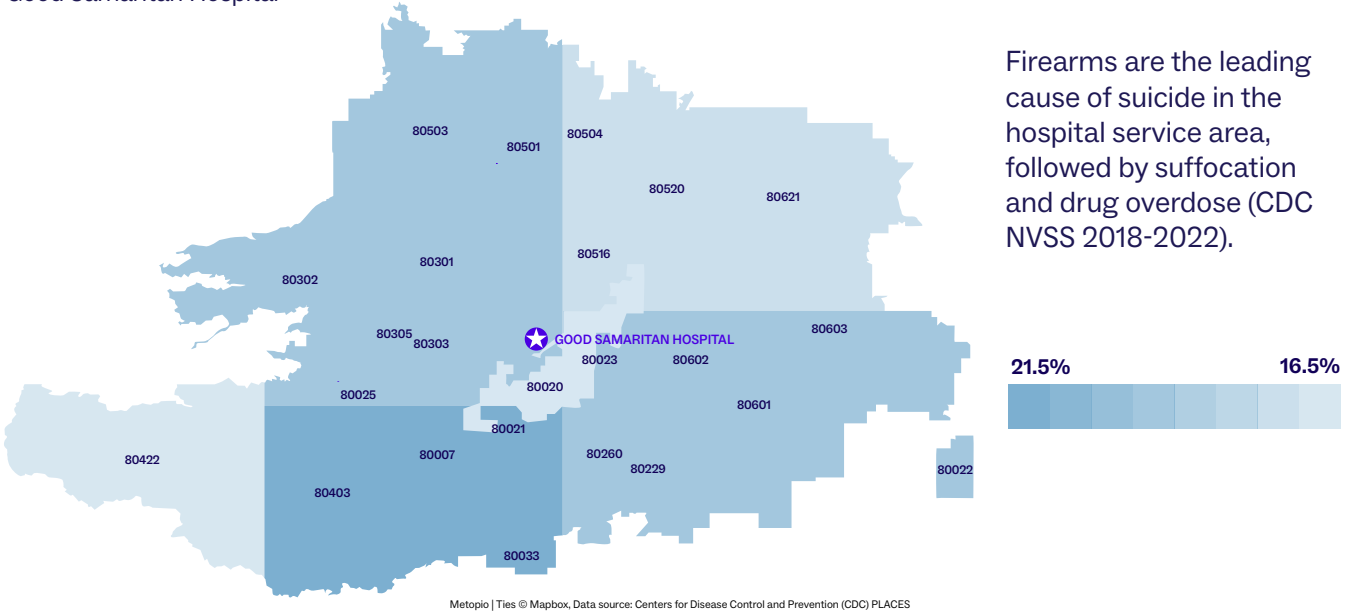 Good Samaritan Hospital
Firearms are the leading
cause of suicide in the
hospital service area,
followed by suffocation
and drug overdose (CDC
NVSS 2018-2022).
80503
80501
80504
80520
80621
80516
80301
80302
80305
80303
GOOD SAMARITAN HOSPITAL
80603
80023
80602
80020
80025
80601
80021
80007
80260
80229
80422
80403
80022
80033
21.5%
16.5%
Metopio | Ties © Mapbox, Data source: Centers for Disease Control and Prevention (CDC) PLACES